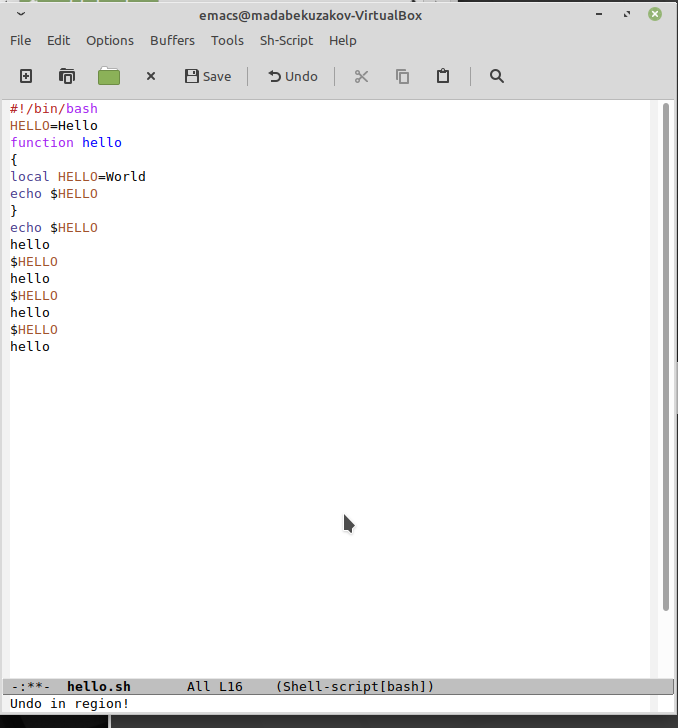 emacs@madabekuzakov-VirtualBox
File Edit Options Buffers Tools Sh-Script Help
Save Undo
#!/bin/bash
HELLO=Hello
function hello
{
local HELLO=World
echo $HELLO
}
echo $HELLO
hello
$HELLO
hello
$HELLO
hello
$HELLO
hello
-:**- hello.sh All L16 (Shell-script[bash])
Undo in region!